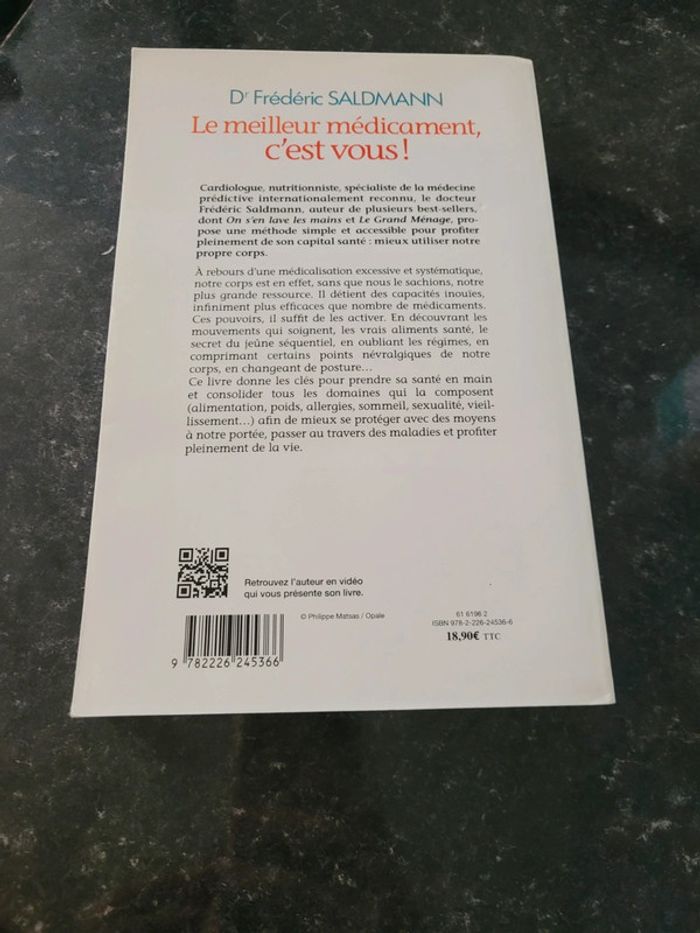 Dr Frédéric SALDMANN
Le meilleur médicament,
c'est vous !
Cardiologue, nutritionniste, spécialiste de la médecine
prédictive internationalement reconnu, le docteur
Frédéric Saldmann, auteur de plusieurs best-sellers,
dont On s'en lave les mains et Le Grand Ménage, pro-
pose une méthode simple et accessible pour profiter
pleinement de son capital santé : mieux utiliser notre
propre corps.
À rebours d'une médicalisation excessive et systématique,
notre corps est en effet, sans que nous le sachions, notre
plus grande ressource. Il détient des capacités inouïes,
infiniment plus efficaces que nombre de médicaments.
Ces pouvoirs, il suffit de les activer. En découvrant les
mouvements qui soignent, les vrais aliments santé, le
secret du jeûne séquentiel, en oubliant les régimes, en
comprimant certains points névralgiques de notre
corps, en changeant de posture...
Ce livre donne les clés pour prendre sa santé en main
et consolider tous les domaines qui la composent
(alimentation, poids, allergies, sommeil, sexualité, vieil-
lissement...) afin de mieux se protéger avec des moyens
à notre portée, passer au travers des maladies et profiter
pleinement de la vie.
Retrouvez l'auteur en vidéo
qui vous présente son livre.
© Philippe Matsas / Opale
61 6196 2
ISBN 978-2-226-24536-6
18,90€ TTC
9 782226 245366